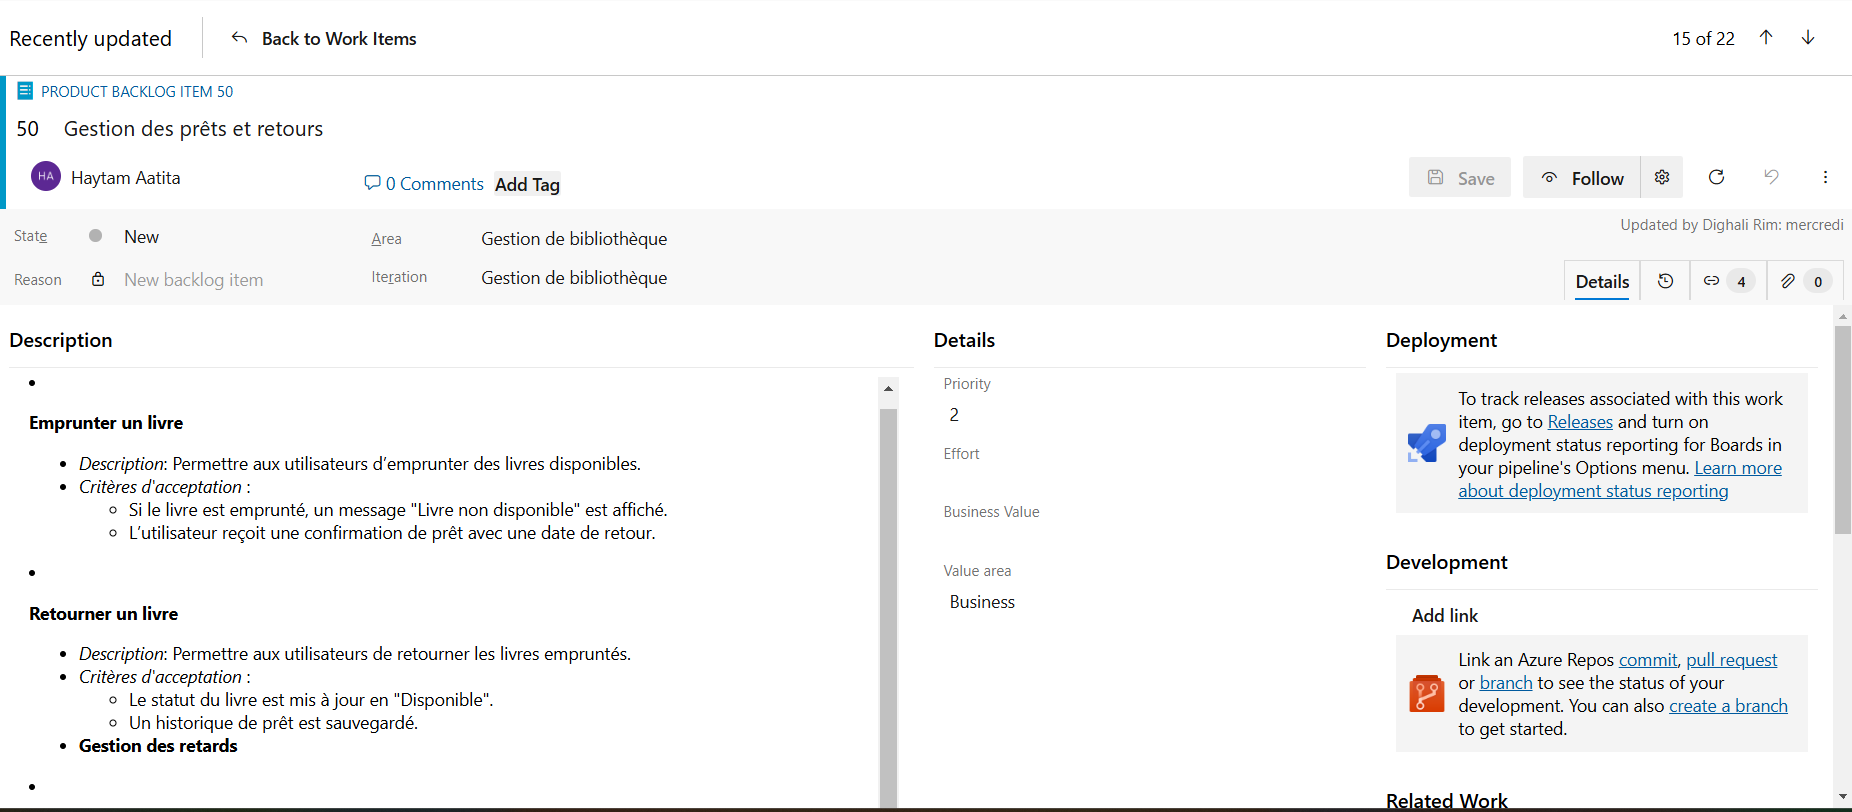 Recently updated
Back to Work Items
15 of 22
PRODUCT BACKLOG ITEM 50
50 Gestion des prêts et retours
HA Haytam Aatita
0 Comments
Add Tag
Save
Follow
State New
Area Gestion de bibliothèque
Updated by Dighali Rim: mercredi
Reason New backlog item
Iteration Gestion de bibliothèque
Details
4
0
Description
Emprunter un livre
• Description: Permettre aux utilisateurs d’emprunter des livres disponibles.
• Critères d'acceptation :
◦ Si le livre est emprunté, un message "Livre non disponible" est affiché.
◦ L’utilisateur reçoit une confirmation de prêt avec une date de retour.
Retourner un livre
• Description: Permettre aux utilisateurs de retourner les livres empruntés.
• Critères d'acceptation :
◦ Le statut du livre est mis à jour en "Disponible".
◦ Un historique de prêt est sauvegardé.
• Gestion des retards
Details
Priority
2
Effort
Business Value
Value area
Business
Deployment
To track releases associated with this work
item, go to Releases and turn on
deployment status reporting for Boards in
your pipeline's Options menu. Learn more
about deployment status reporting
Development
Add link
Link an Azure Repos commit, pull request
or branch to see the status of your
development. You can also create a branch
to get started.
Related Work